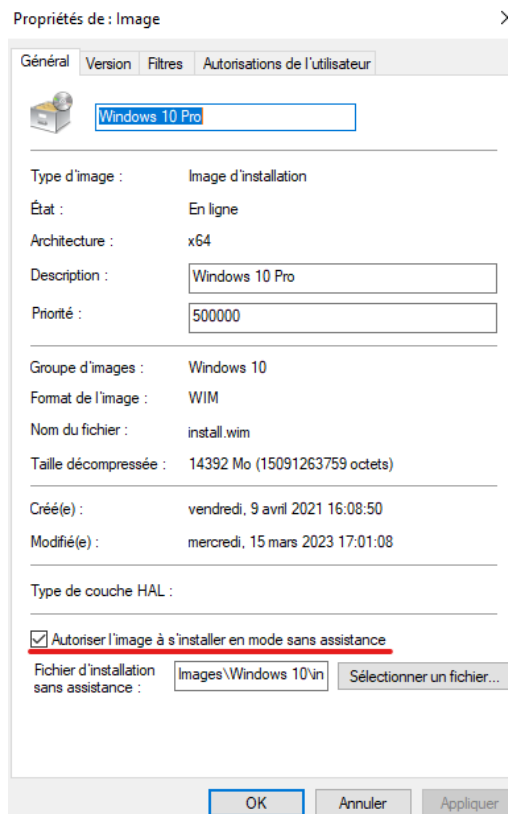 Propriétés de : Image
Général Version Filtres Autorisations de l'utilisateur
Windows 10 Pro
Type d'image : Image d'installation
État : En ligne
Architecture : x64
Description : Windows 10 Pro
Priorité : 500000
Groupe d'images : Windows 10
Format de l'image : WIM
Nom du fichier : install.wim
Taille décompressée : 14392 Mo (15091263759 octets)
Créé(e) : vendredi, 9 avril 2021 16:08:50
Modifié(e) : mercredi, 15 mars 2023 17:01:08
Type de couche HAL :
Autoriser l'image à s'installer en mode sans assistance
Fichier d'installation
sans assistance : Images\Windows 10\in Sélectionner un fichier...
OK Annuler Appliquer